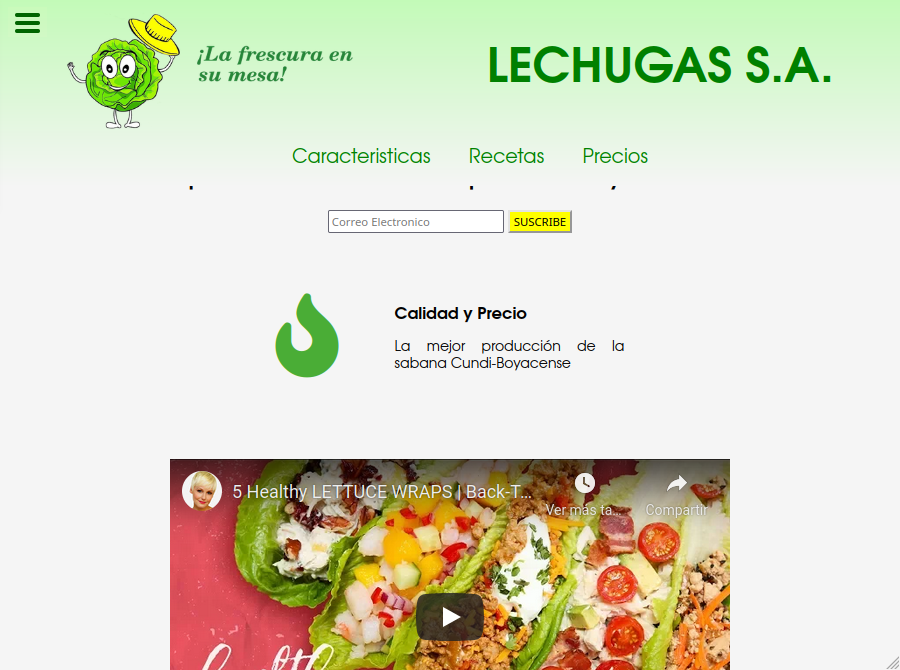 ¡La frescura en
su mesa!
LECHUGAS S.A.
Caracteristicas Recetas Precios
Correo Electronico SUSCRIBE
Calidad y Precio
La mejor producción de la
sabana Cundi-Boyacense
5 Healthy LETTUCE WRAPS | Back-T...
Ver más ta...
Compartir